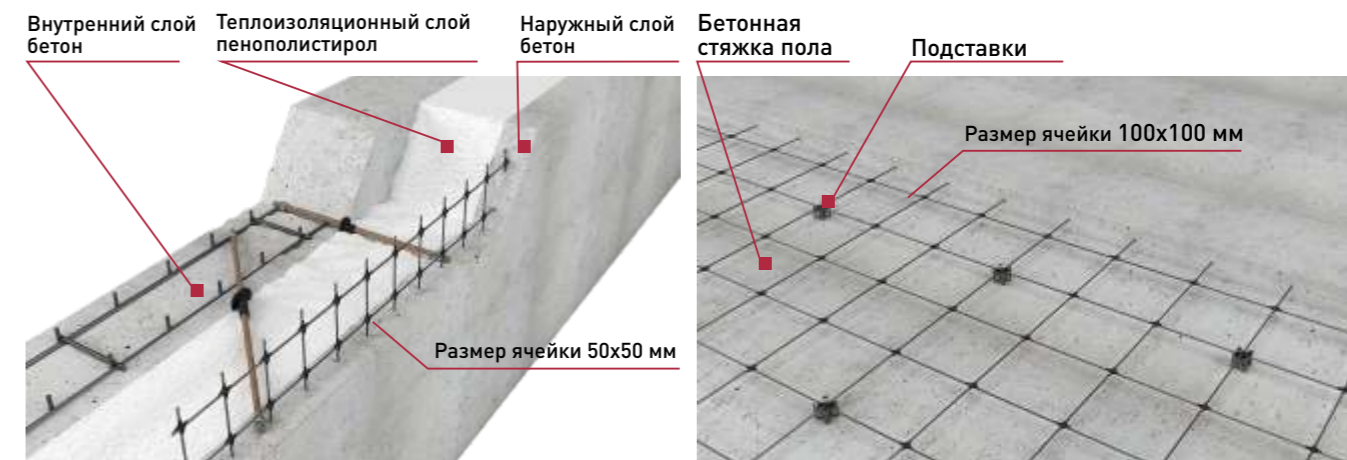 Внутренний слой
бетон
Теплоизоляционный слой
пенополистирол
Наружный слой
бетон
Размер ячейки 50х50 мм
Бетонная
стяжка пола
Подставки
Размер ячейки 100х100 мм